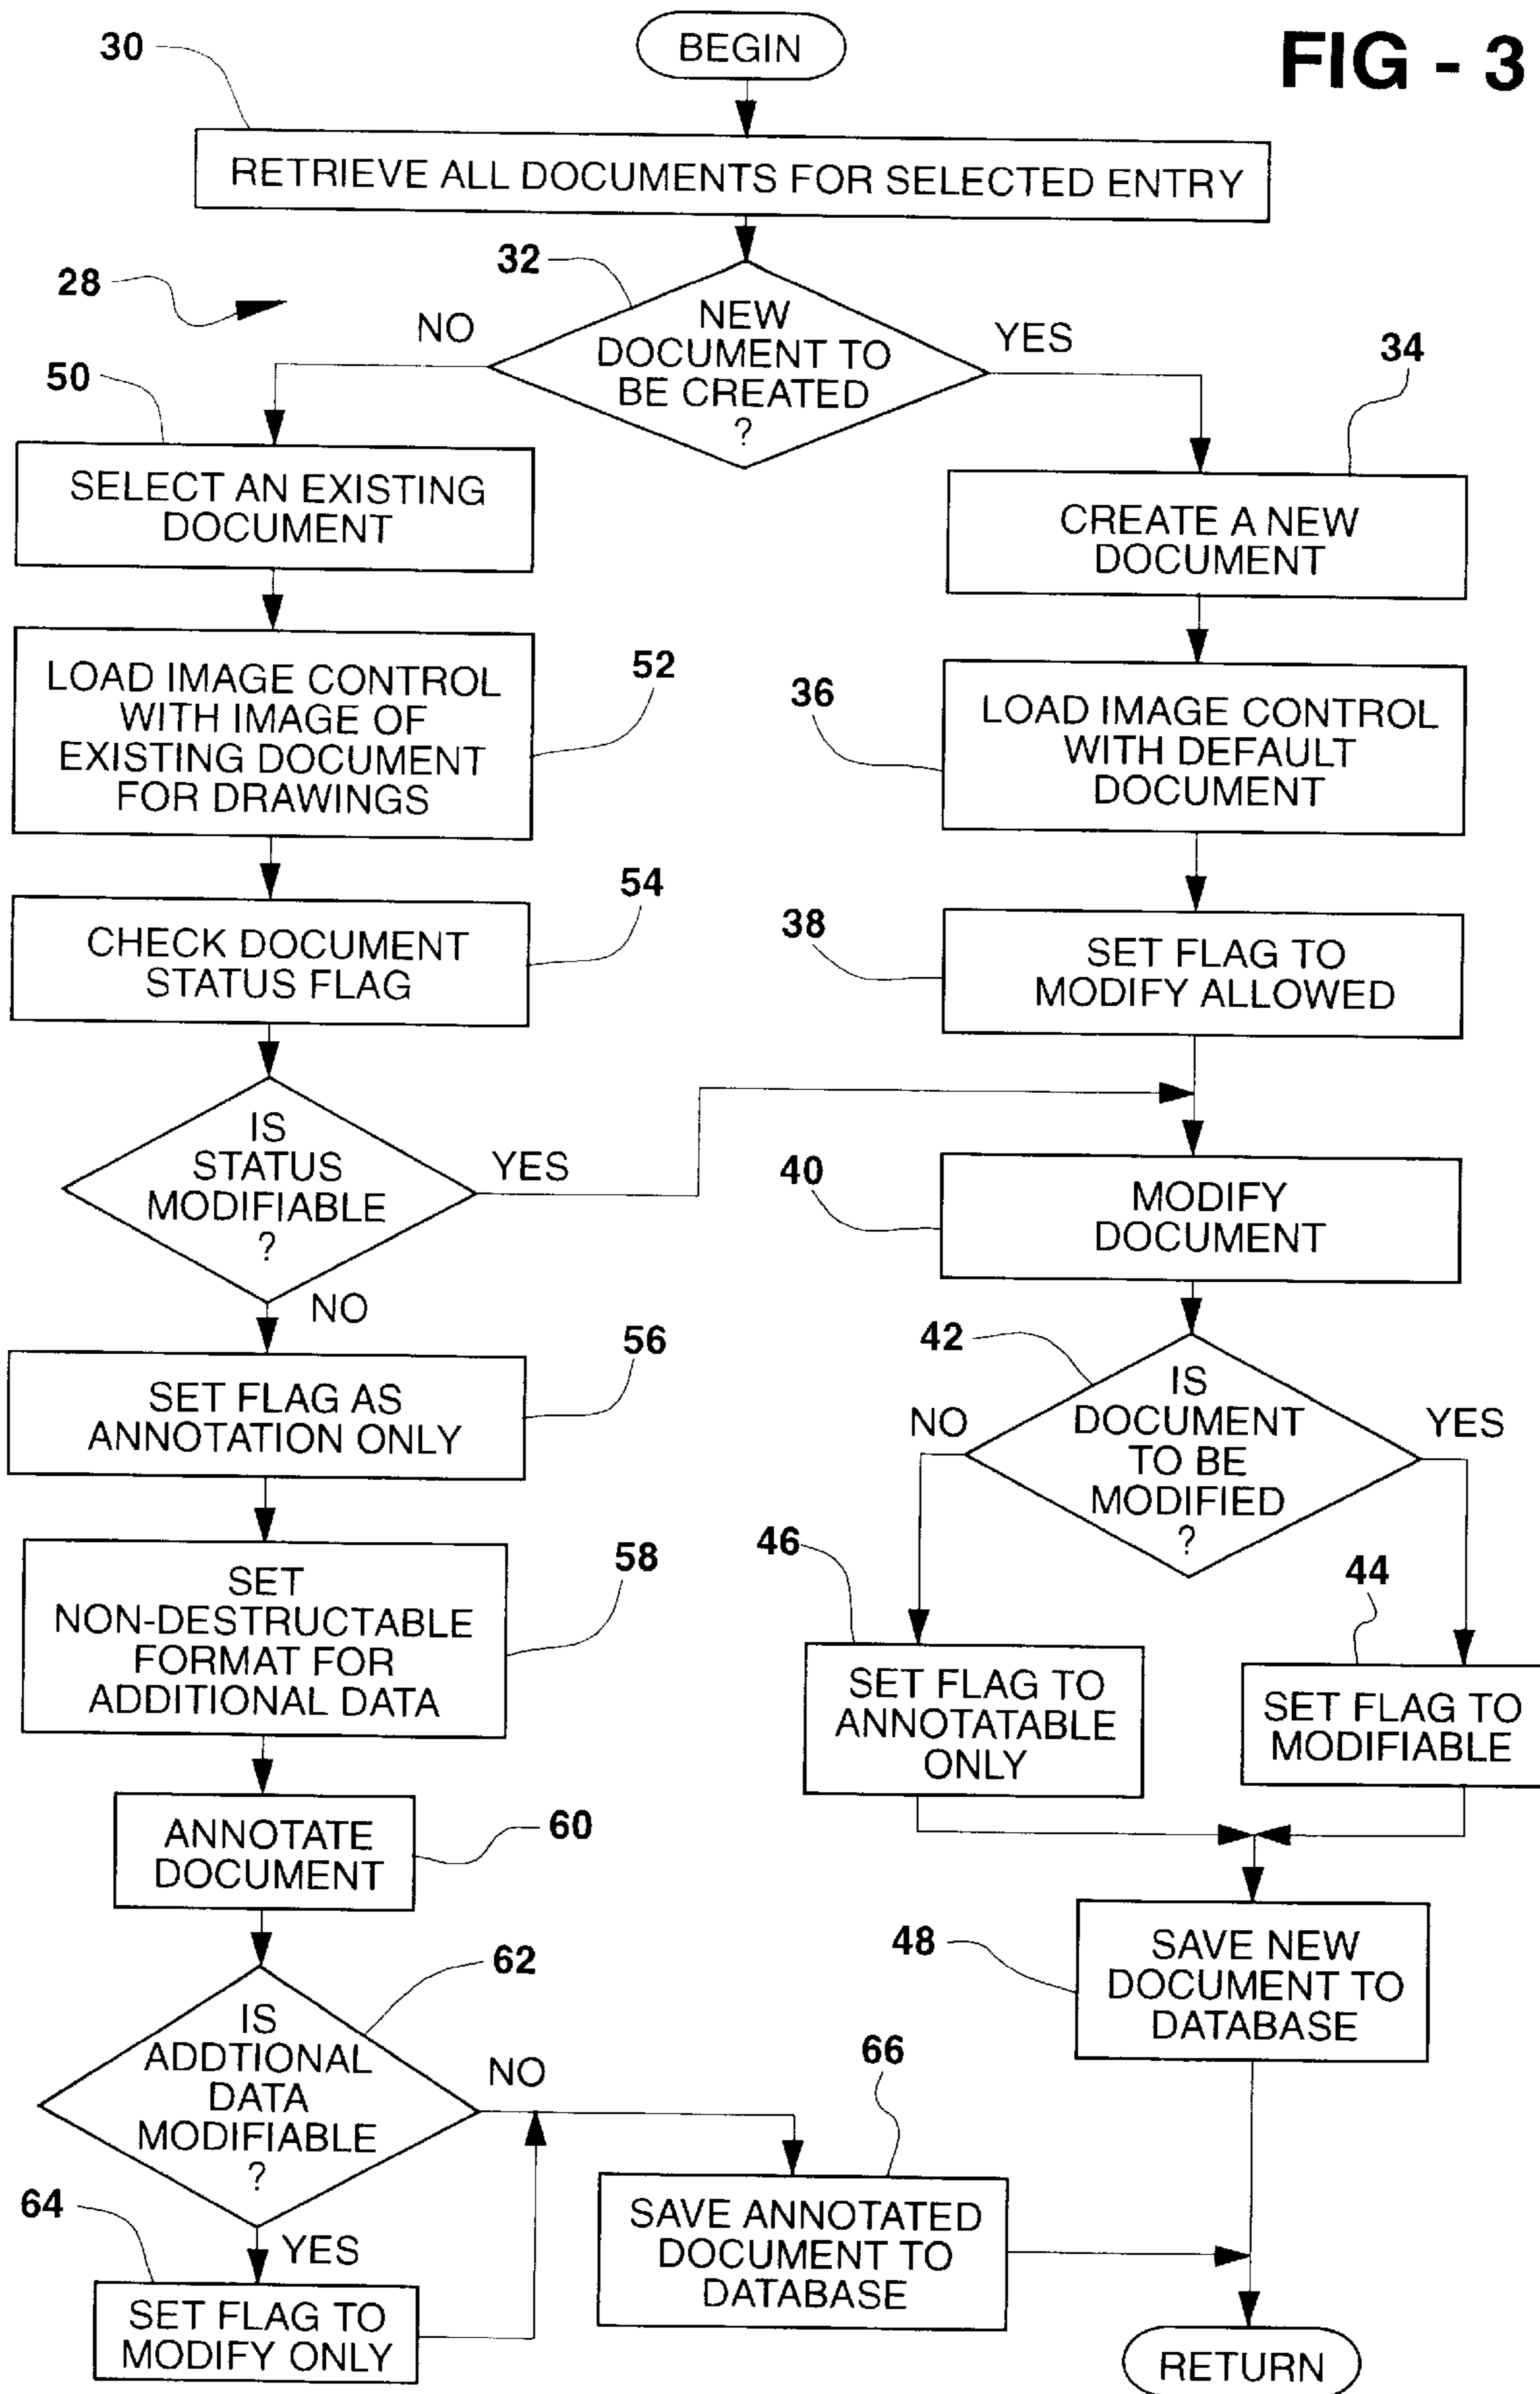 FIG - 3
BEGIN
30
RETRIEVE ALL DOCUMENTS FOR SELECTED ENTRY
32
28
NEW
DOCUMENT TO
BE CREATED
?
NO
YES
50
SELECT AN EXISTING
DOCUMENT
34
CREATE A NEW
DOCUMENT
LOAD IMAGE CONTROL
WITH IMAGE OF
EXISTING DOCUMENT
FOR DRAWINGS
52
36
LOAD IMAGE CONTROL
WITH DEFAULT
DOCUMENT
54
CHECK DOCUMENT
STATUS FLAG
38
SET FLAG TO
MODIFY ALLOWED
IS
STATUS
MODIFIABLE
?
YES
NO
40
MODIFY
DOCUMENT
56
SET FLAG AS
ANNOTATION ONLY
42
IS
DOCUMENT
TO BE
MODIFIED
?
NO
YES
58
SET
NON-DESTRUCTABLE
FORMAT FOR
ADDITIONAL DATA
46
SET FLAG TO
ANNOTATABLE
ONLY
44
SET FLAG TO
MODIFIABLE
ANNOTATE
DOCUMENT
60
48
SAVE NEW
DOCUMENT TO
DATABASE
62
IS
ADDTIONAL
DATA
MODIFIABLE
?
NO
YES
66
SAVE ANNOTATED
DOCUMENT TO
DATABASE
64
SET FLAG TO
MODIFY ONLY
RETURN